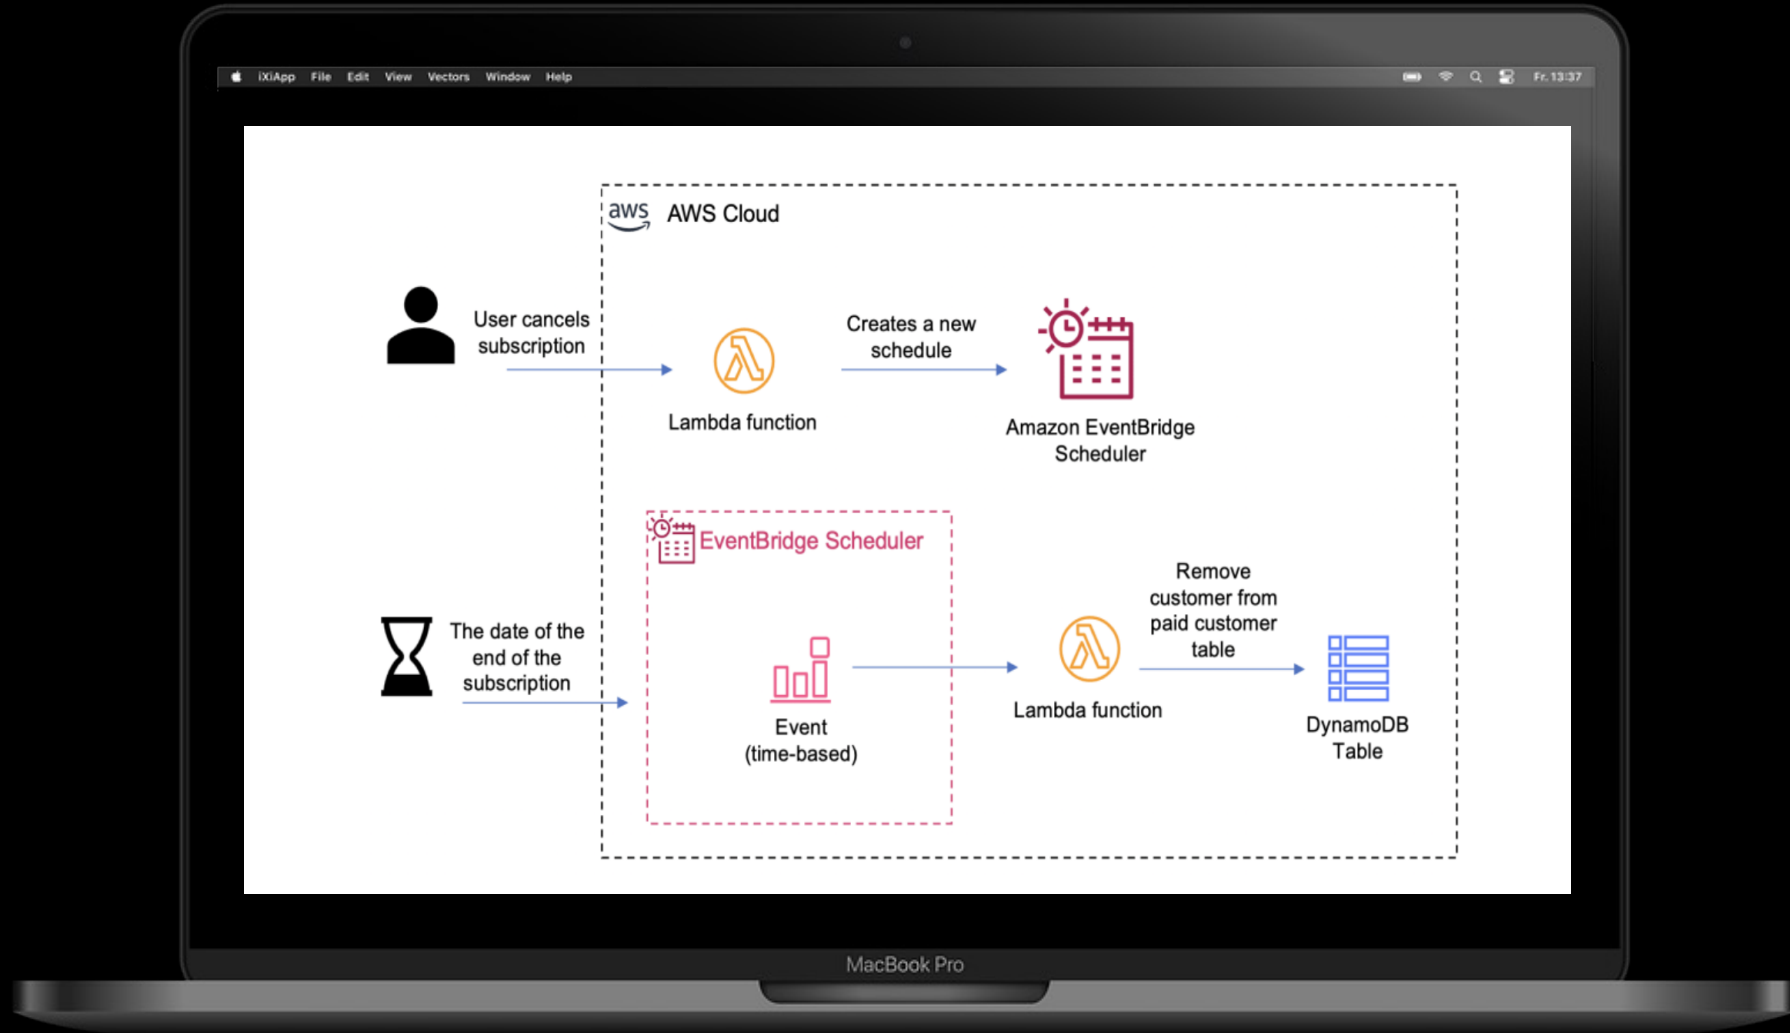 iXiApp File Edit View Vectors Window Help Fr. 13:37
aws AWS Cloud
User cancels
subscription
Creates a new
schedule
Lambda function
Amazon EventBridge
Scheduler
EventBridge Scheduler
The date of the
end of the
subscription
Event
(time-based)
Lambda function
Remove
customer from
paid customer
table
DynamoDB
Table
MacBook Pro